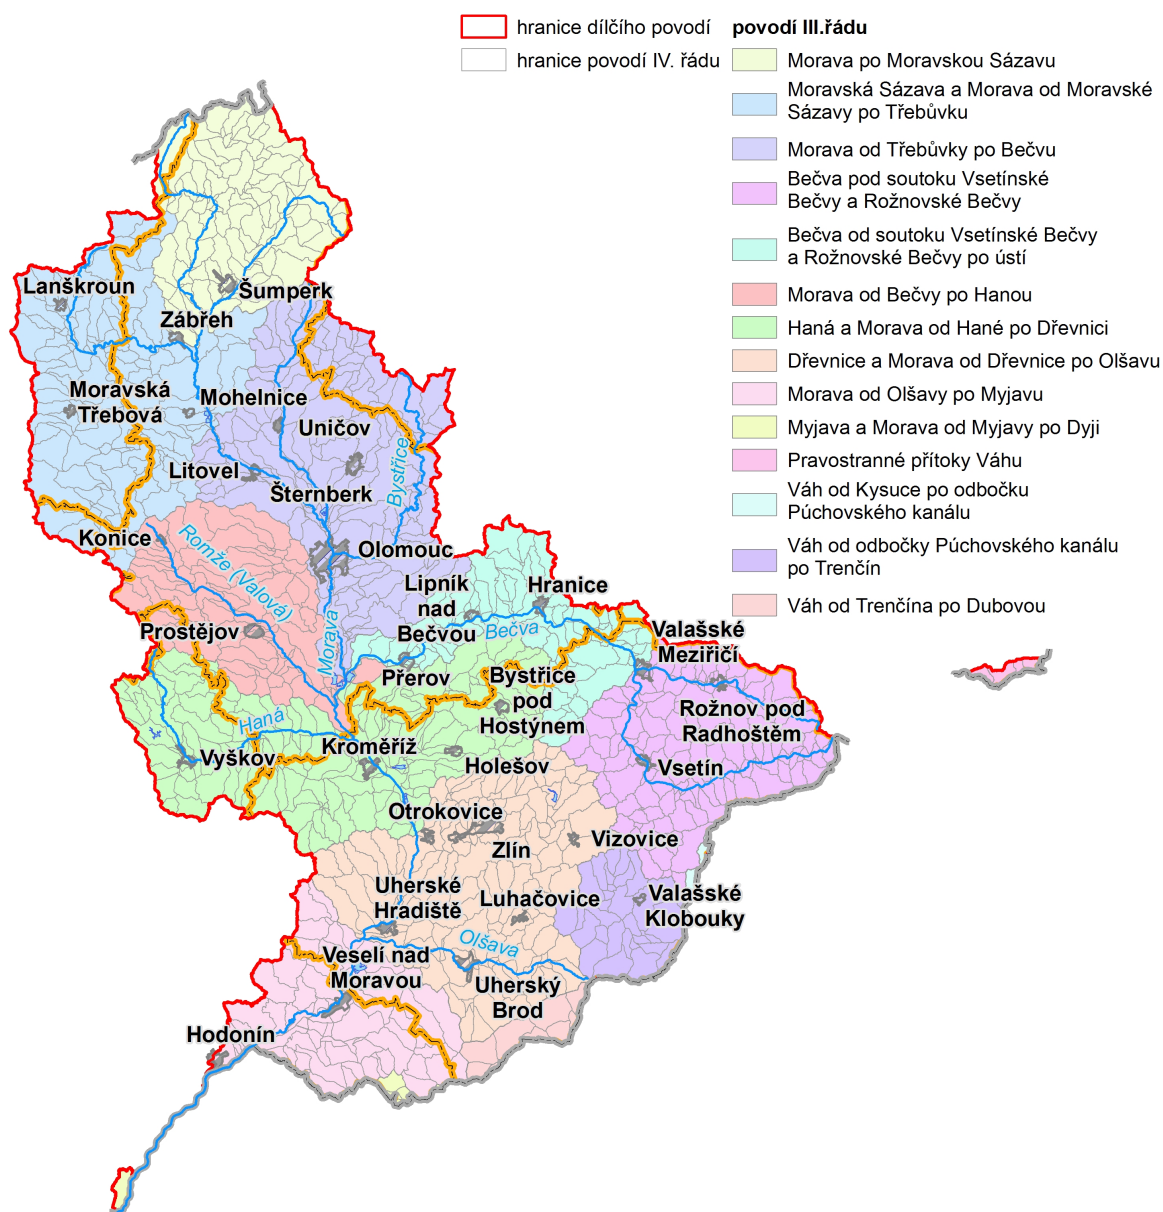 hranice dílčího povodí
hranice povodí IV. řádu
povodí III.řádu
Morava po Moravskou Sázavu
Moravská Sázava a Morava od Moravské
Sázavy po Třebůvku
Morava od Třebůvky po Bečvu
Bečva pod soutoku Vsetínské
Bečvy a Rožnovské Bečvy
Bečva od soutoku Vsetínské Bečvy
a Rožnovské Bečvy po ústí
Morava od Bečvy po Hanou
Haná a Morava od Hané po Dřevnici
Dřevnice a Morava od Dřevnice po Olšavu
Morava od Olšavy po Myjavu
Myjava a Morava od Myjavy po Dyji
Pravostranné přítoky Váhu
Váh od Kysuce po odbočku
Púchovského kanálu
Váh od odbočky Púchovského kanálu
po Trenčín
Váh od Trenčína po Dubovou
Lanškroun
Šumperk
Zábřeh
Moravská
Třebová
Mohelnice
Uničov
Litovel
Šternberk
Bystřice
Konice
Romže (Valová)
Olomouc
Lipník
nad
Bečvou
Hranice
Bečva
Prostějov
Morava
Přerov
Valašské
Meziříčí
Bystřice
pod
Hostýnem
Rožnov pod
Radhoštěm
Haná
Vyškov
Kroměříž
Holešov
Vsetín
Otrokovice
Zlín
Vizovice
Uherské
Hradiště
Luhačovice
Valašské
Klobouky
Olšava
Veselí nad
Moravou
Uherský
Brod
Hodonín